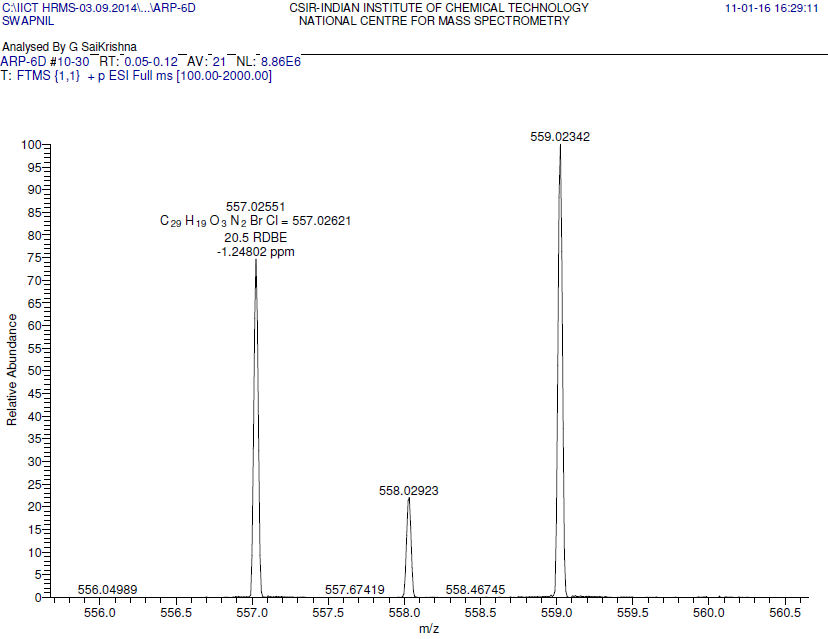 C:\IICT HRMS-03.09.2014\...\ARP-6D
CSIR-INDIAN INSTITUTE OF CHEMICAL TECHNOLOGY
11-01-16 16:29:11
SWAPNIL
NATIONAL CENTRE FOR MASS SPECTROMETRY
Analysed By G SaiKrishna
ARP-6D #10-30 RT: 0.05-0.12 AV: 21 NL: 8.86E6
T: FTMS {1,1} + p ESI Full ms [100.00-2000.00]
559.02342
557.02551
C 29 H 19 O 3 N 2 Br Cl = 557.02621
20.5 RDBE
-1.24802 ppm
558.02923
556.04989
557.67419
558.46745
Relative Abundance
100
95
90
85
80
75
70
65
60
55
50
45
40
35
30
25
20
15
10
5
0
556.0 556.5 557.0 557.5 558.0 558.5 559.0 559.5 560.0 560.5
m/z